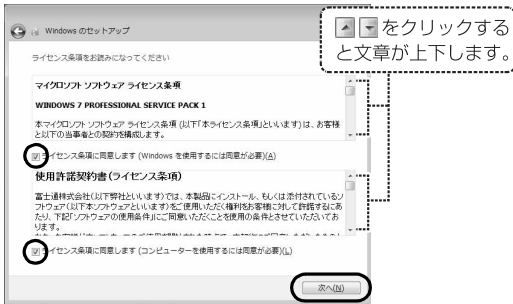 Windows のセットアップ
▲ ▼ をクリックする
と文章が上下します。
ライセンス条項をお読みになってください
マイクロソフト ソフトウェア ライセンス条項
WINDOWS 7 PROFESSIONAL SERVICE PACK 1
本マイクロソフト ソフトウェア ライセンス条項 (以下「本ライセンス条項」といいます) は、お客様
と以下の当事者との契約を構成します。
ライセンス条項に同意します (Windows を使用するには同意が必要)(A)
使用許諾契約書(ライセンス条項)
富士通株式会社(以下弊社といいます)では、本製品にインストール、もしくは添付されているソ
フトウェア(以下本ソフトウェアといいます)をご使用いただく権利をお客様に対して許諾するにあ
たり、下記「ソフトウェアの使用条件」にご同意いただくことを使用の条件とさせていただいてお
ります。
ライセンス条項に同意します (コンピューターを使用するには同意が必要)(L)
次へ(N)